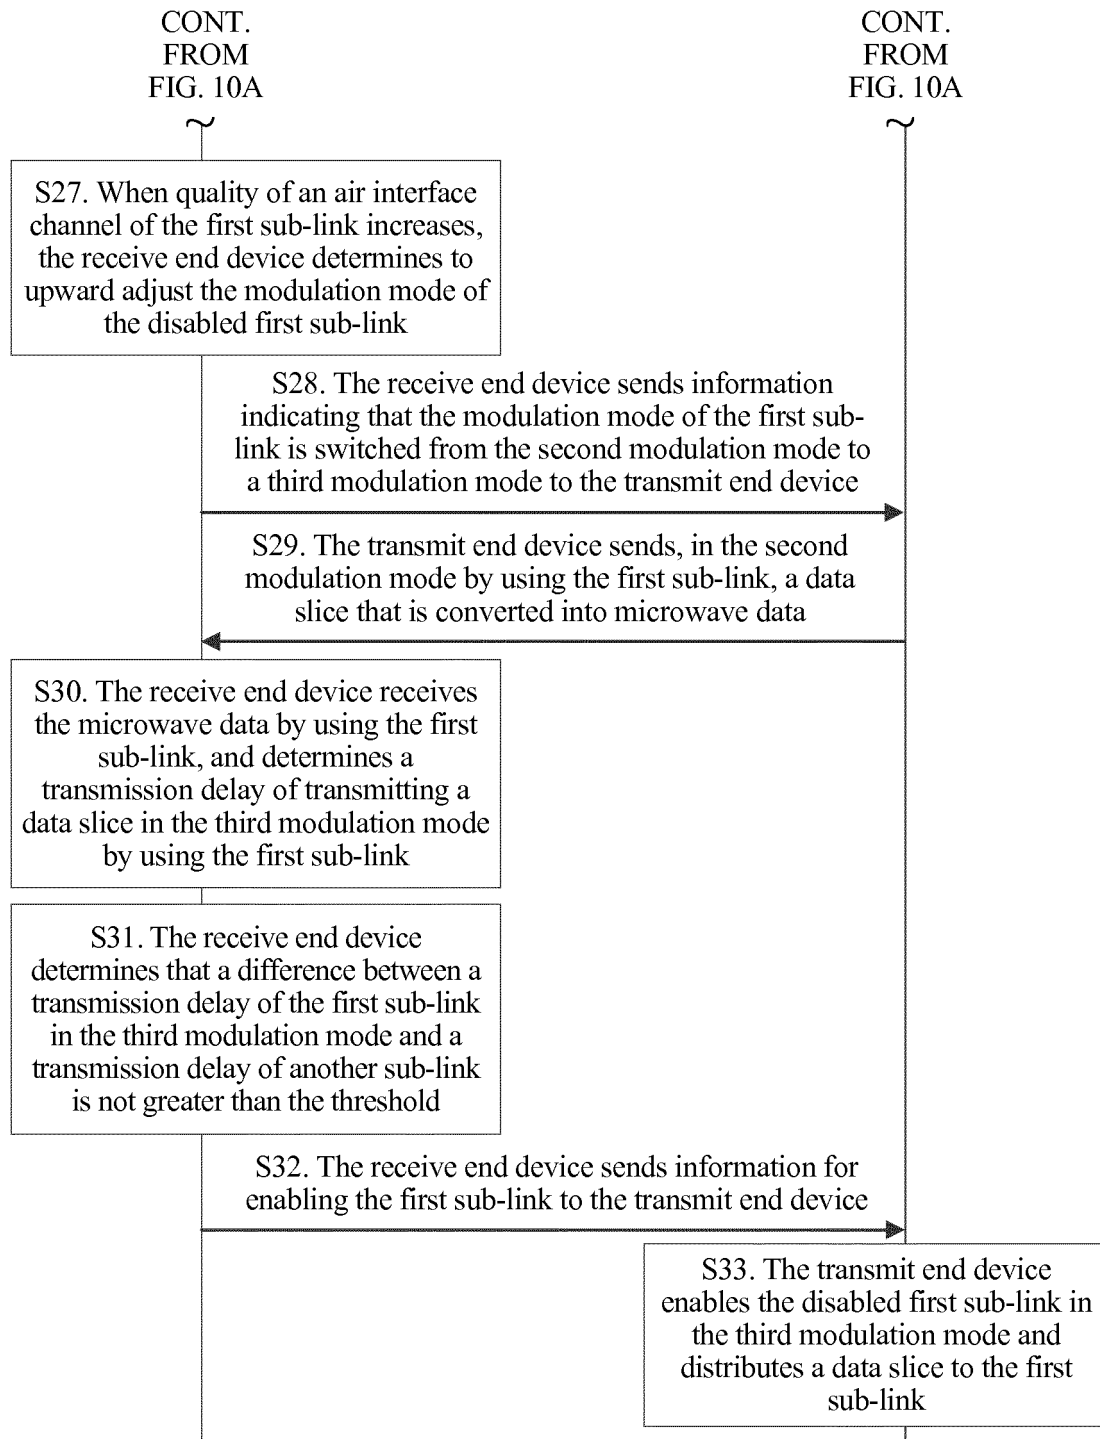 CONT.
FROM
FIG. 10A
CONT.
FROM
FIG. 10A
S27. When quality of an air interface
channel of the first sub-link increases,
the receive end device determines to
upward adjust the modulation mode of
the disabled first sub-link
S28. The receive end device sends information
indicating that the modulation mode of the first sub-
link is switched from the second modulation mode to
a third modulation mode to the transmit end device
S29. The transmit end device sends, in the second
modulation mode by using the first sub-link, a data
slice that is converted into microwave data
S30. The receive end device receives
the microwave data by using the first
sub-link, and determines a
transmission delay of transmitting a
data slice in the third modulation mode
by using the first sub-link
S31. The receive end device
determines that a difference between a
transmission delay of the first sub-link
in the third modulation mode and a
transmission delay of another sub-link
is not greater than the threshold
S32. The receive end device sends information for
enabling the first sub-link to the transmit end device
S33. The transmit end device
enables the disabled first sub-link in
the third modulation mode and
distributes a data slice to the first
sub-link